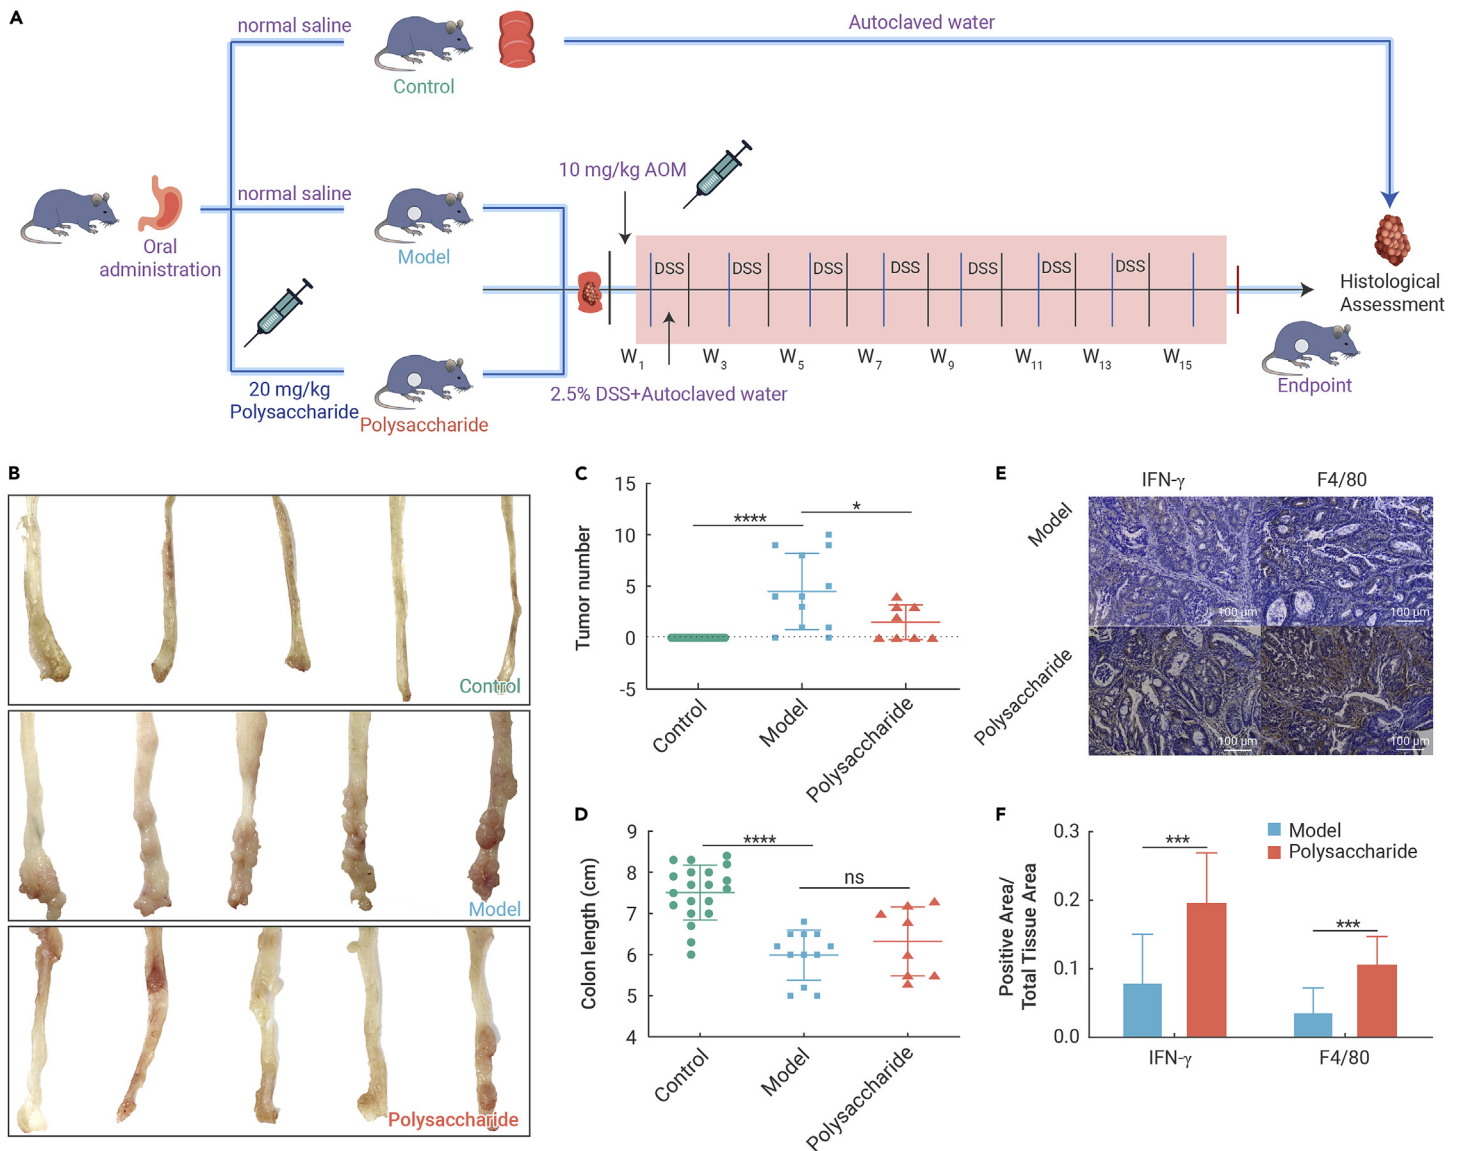 A
normal saline
Control
Autoclaved water
Oral
administration
normal saline
Model
10 mg/kg AOM
DSS DSS DSS DSS DSS DSS DSS
W1 W3 W5 W7 W9 W11 W13 W15
2.5% DSS+Autoclaved water
Histological
Assessment
Endpoint
20 mg/kg
Polysaccharide
Polysaccharide
B
Control
Model
Polysaccharide
C
Tumor number
15
10
5
0
-5
****
*
Control
Model
Polysaccharide
D
Colon length (cm)
9
8
7
6
5
4
****
ns
Control
Model
Polysaccharide
E
IFN-γ
F4/80
Model
100 μm
100 μm
Polysaccharide
100 μm
100 μm
F
Positive Area/
Total Tissue Area
0.3
0.2
0.1
0.0
***
***
Model
Polysaccharide
IFN-γ
F4/80